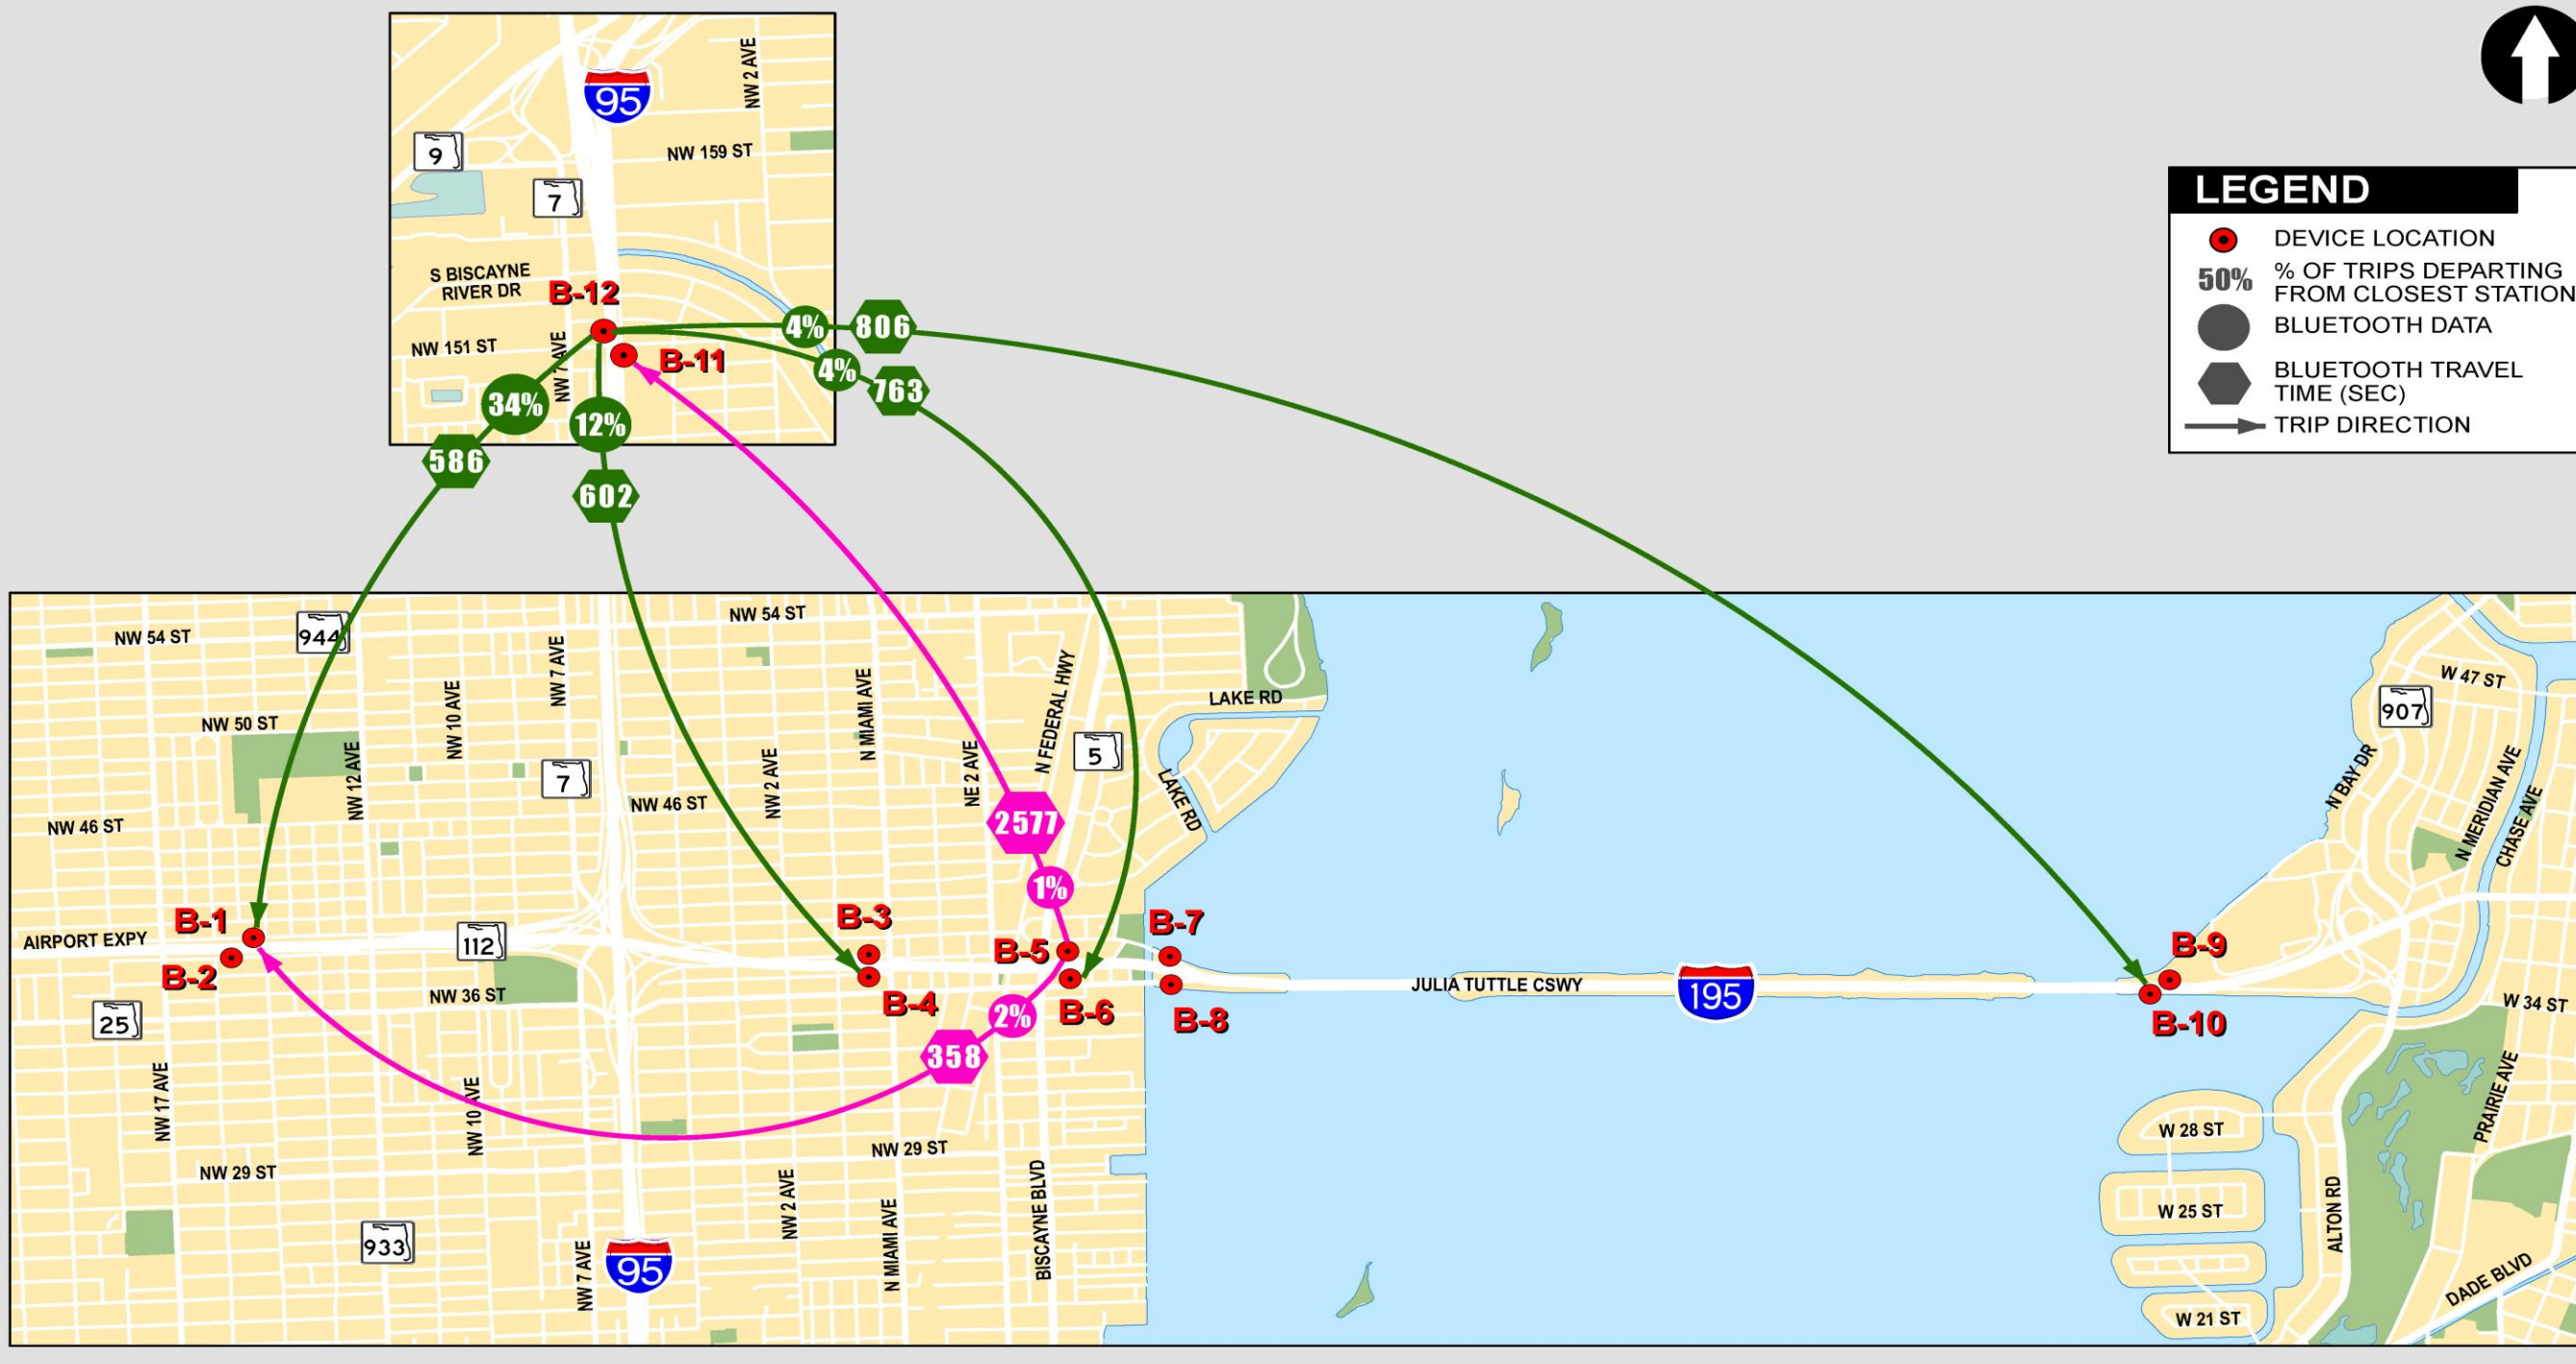 95
NW 2 AVE
9
NW 159 ST
7
S BISCAYNE
RIVER DR
B-12
NW 151 ST
NW 7 AVE
B-11
4%
806
4%
763
34%
12%
586
602
LEGEND
DEVICE LOCATION
50%
% OF TRIPS DEPARTING
FROM CLOSEST STATION
BLUETOOTH DATA
BLUETOOTH TRAVEL
TIME (SEC)
TRIP DIRECTION
NW 54 ST
944
NW 54 ST
NW 7 AVE
NW 10 AVE
N MIAMI AVE
N FEDERAL HWY
LAKE RD
W 47 ST
907
NW 50 ST
NW 12 AVE
7
NW 2 AVE
NE 2 AVE
5
LAKE RD
N BAY DR
N MERIDIAN AVE
CHASE AVE
NW 46 ST
NW 46 ST
2577
1%
B-1
AIRPORT EXPY
B-2
112
B-3
B-4
B-5
B-6
B-7
B-8
B-9
B-10
JULIA TUTTLE CSWY
195
NW 36 ST
25
2%
358
W 34 ST
PRAIRIE AVE
NW 17 AVE
NW 10 AVE
NW 29 ST
NW 29 ST
W 28 ST
NW 2 AVE
N MIAMI AVE
BISCAYNE BLVD
W 25 ST
ALTON RD
933
NW 7 AVE
95
DADE BLVD
W 21 ST